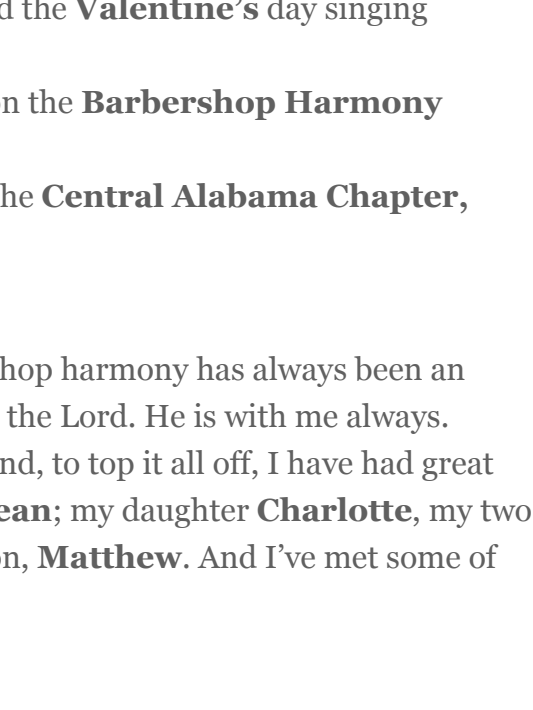 d the Valentine's day singing
on the Barbershop Harmony
he Central Alabama Chapter,
hop harmony has always been an
the Lord. He is with me always.
nd, to top it all off, I have had great
ean; my daughter Charlotte, my two
on, Matthew. And I've met some of